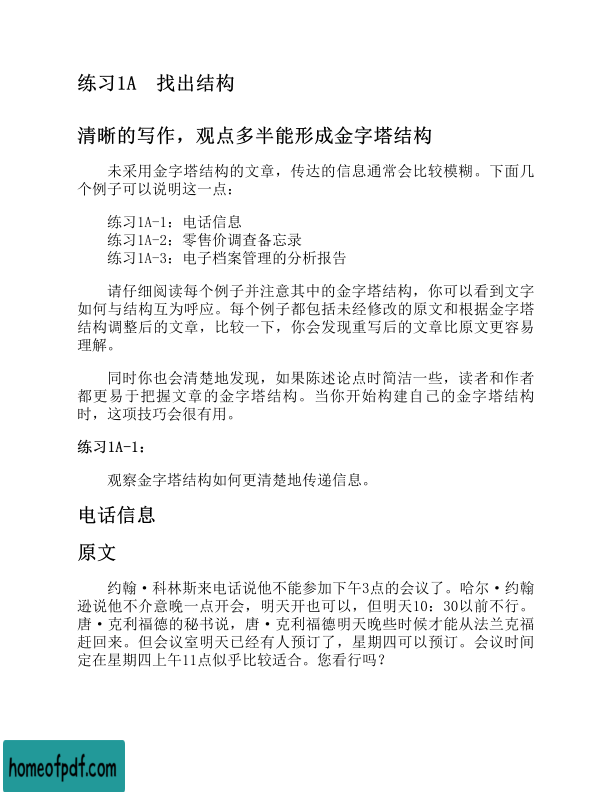 练习1A　找出结构
清晰的写作，观点多半能形成金字塔结构
未采用金字塔结构的文章，传达的信息通常会比较模糊。下面几
个例子可以说明这一点：
练习1A-1：电话信息
练习1A-2：零售价调查备忘录
练习1A-3：电子档案管理的分析报告
请仔细阅读每个例子并注意其中的金字塔结构，你可以看到文字
如何与结构互为呼应。每个例子都包括未经修改的原文和根据金字塔
结构调整后的文章，比较一下，你会发现重写后的文章比原文更容易
理解。
同时你也会清楚地发现，如果陈述论点时简洁一些，读者和作者
都更易于把握文章的金字塔结构。当你开始构建自己的金字塔结构
时，这项技巧会很有用。
练习1A-1：
观察金字塔结构如何更清楚地传递信息。
电话信息
原文
约翰·科林斯来电话说他不能参加下午3点的会议了。哈尔·约翰
逊说他不介意晚一点开会，明天开也可以，但明天10：30以前不行。
唐·克利福德的秘书说，唐·克利福德明天晚些时候才能从法兰克福
赶回来。但会议室明天已经有人预订了，星期四可以预订。会议时间
定在星期四上午11点似乎比较适合。您看行吗？
homeofpdf.com